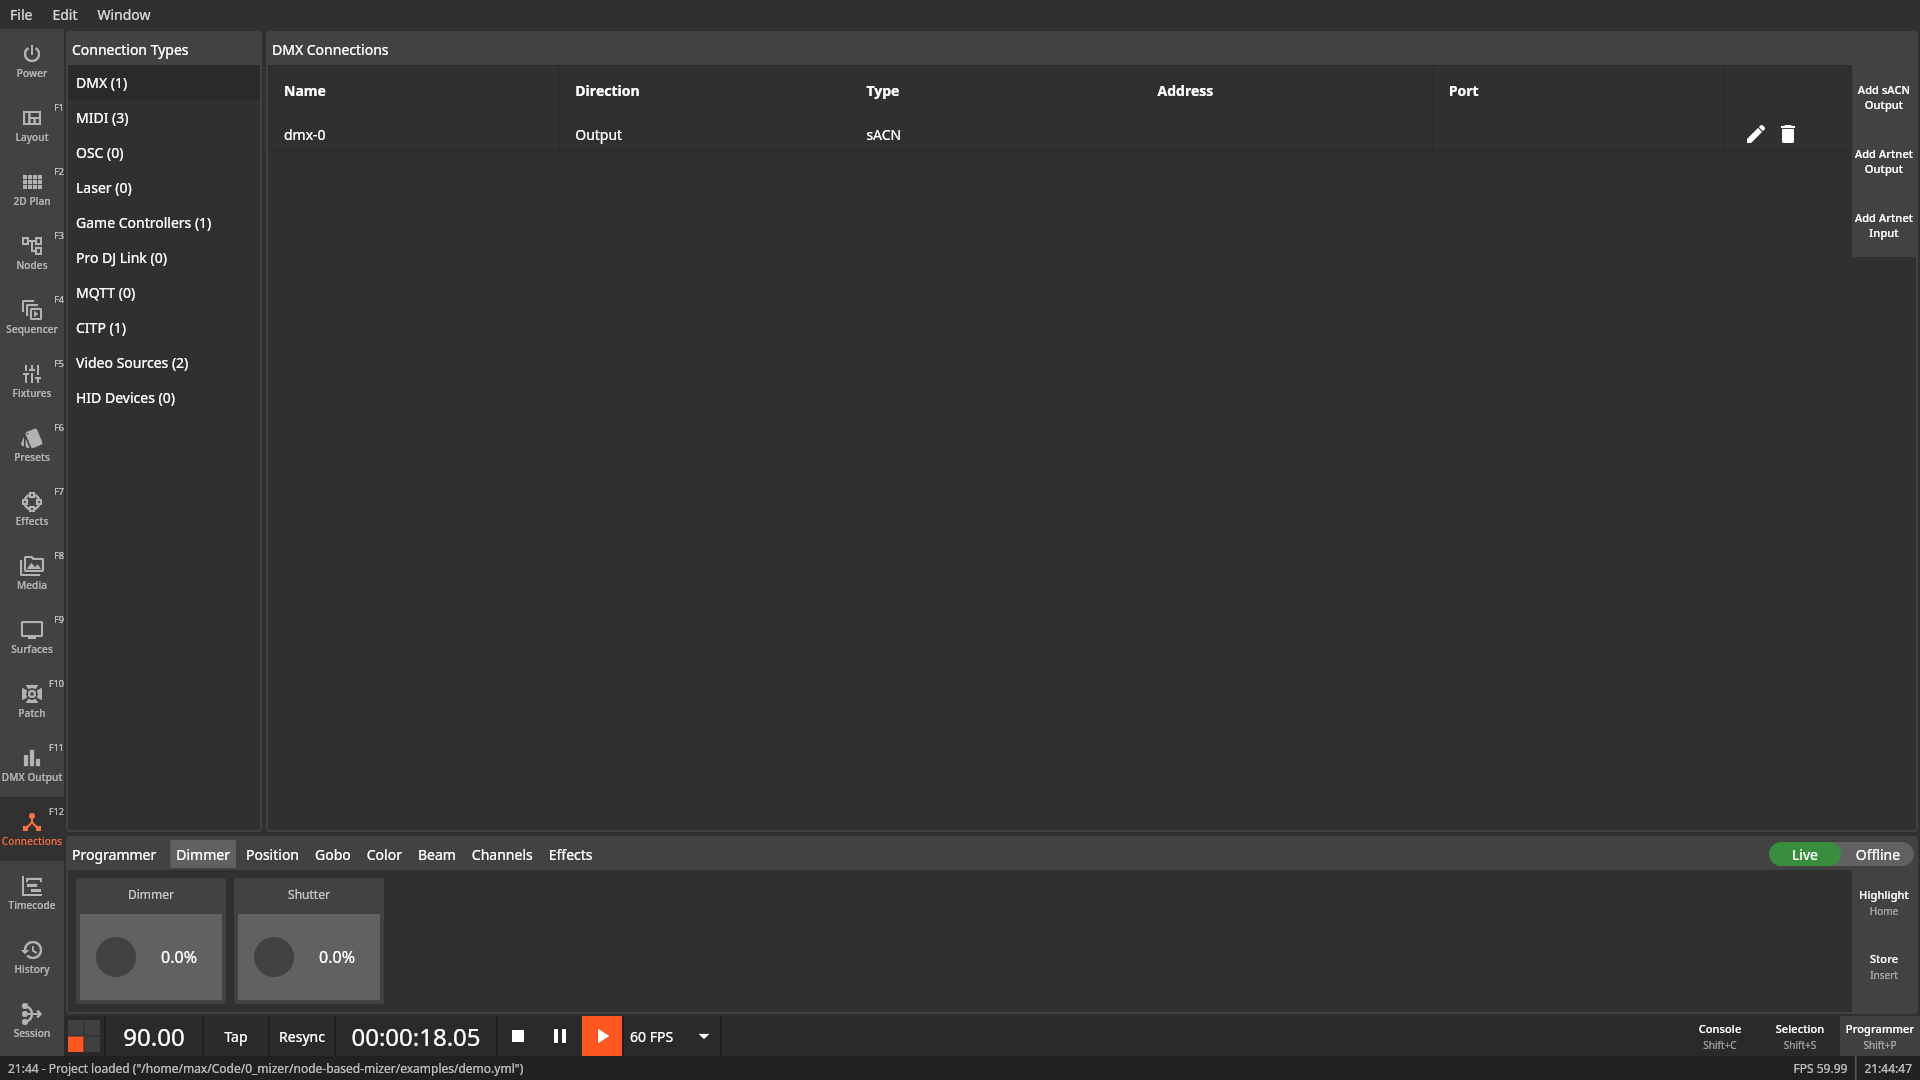 File Edit Window
Power
F1
Layout
F2
2D Plan
F3
Nodes
F4
Sequencer
F5
Fixtures
F6
Presets
F7
Effects
F8
Media
F9
Surfaces
F10
Patch
F11
DMX Output
F12
Connections
Timecode
History
Session
Connection Types
DMX (1)
MIDI (3)
OSC (0)
Laser (0)
Game Controllers (1)
Pro DJ Link (0)
MQTT (0)
CITP (1)
Video Sources (2)
HID Devices (0)
DMX Connections
Name Direction Type Address Port
dmx-0 Output sACN
Add sACN
Output
Add Artnet
Output
Add Artnet
Input
Programmer Dimmer Position Gobo Color Beam Channels Effects Live Offline
Dimmer Shutter
0.0% 0.0%
Highlight
Home
Store
Insert
90.00 Tap Resync 00:00:18.05 60 FPS
Console
Shift+C
Selection
Shift+S
Programmer
Shift+P
21:44 - Project loaded ("/home/max/Code/0_mizer/node-based-mizer/examples/demo.yml") FPS 59.99 21:44:47